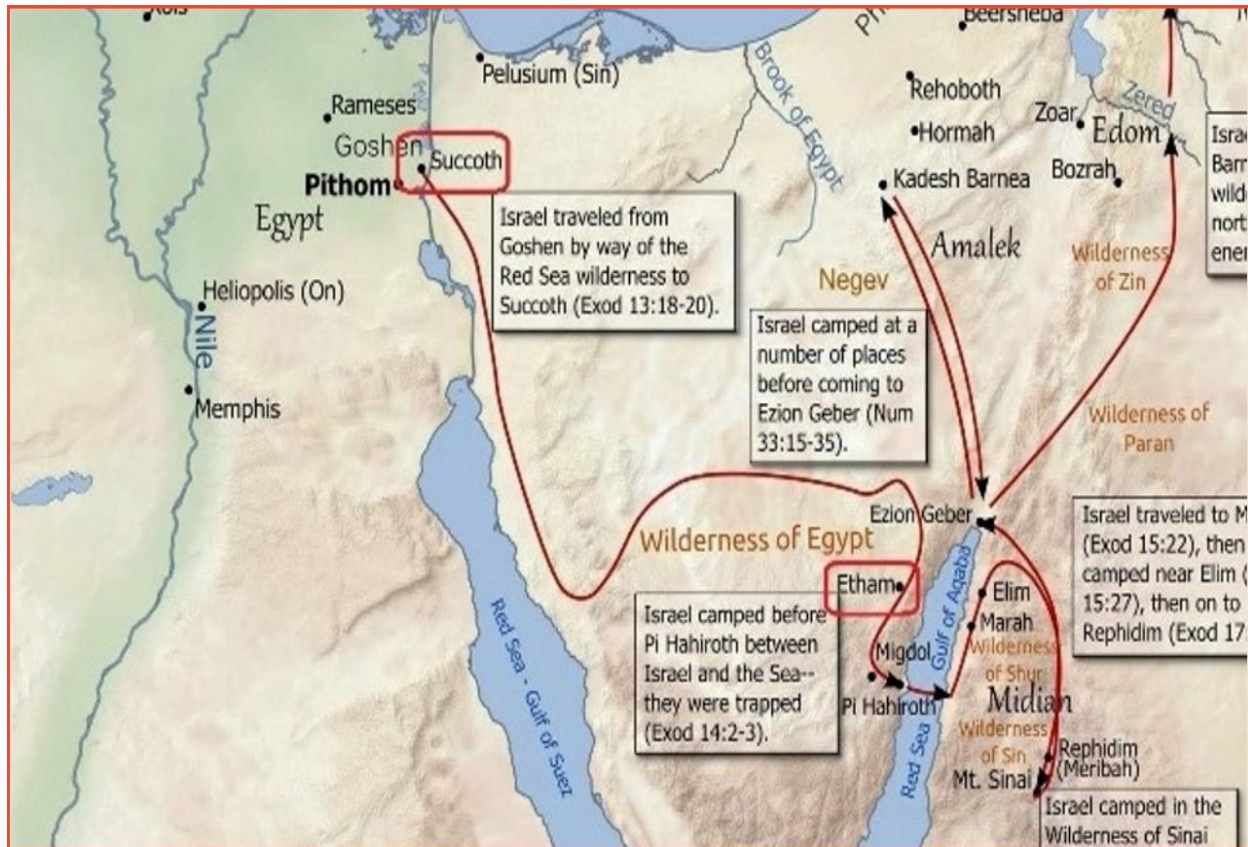 Beersheba
Pelusium (Sin)
Brook of Egypt
Rehoboth
Rameses
Zoar
Zered
Hormah
Edom
Goshen
Succoth
Pithom
Kadesh Barnea
Bozrah
Egypt
Israel traveled from
Goshen by way of the
Red Sea wilderness to
Succoth (Exod 13:18-20).
Amalek
Wilderness
of Zin
Negev
Heliopolis (On)
Nile
Memphis
Israel camped at a
number of places
before coming to
Ezion Geber (Num
33:15-35).
Wilderness of
Paran
Ezion Geber
Wilderness of Egypt
Israel traveled to M
(Exod 15:22), then
camped near Elim (
15:27), then on to
Rephidim (Exod 17:
Etham
Gulf of Aqaba
Elim
Marah
Israel camped before
Pi Hahiroth between
Israel and the Sea--
they were trapped
(Exod 14:2-3).
Red Sea - Gulf of Suez
Migdol
Wilderness
of Shur
Pi Hahiroth
Midian
Red Sea
Wilderness
of Sin
Rephidim
(Meribah)
Mt. Sinai
Israel camped in the
Wilderness of Sinai